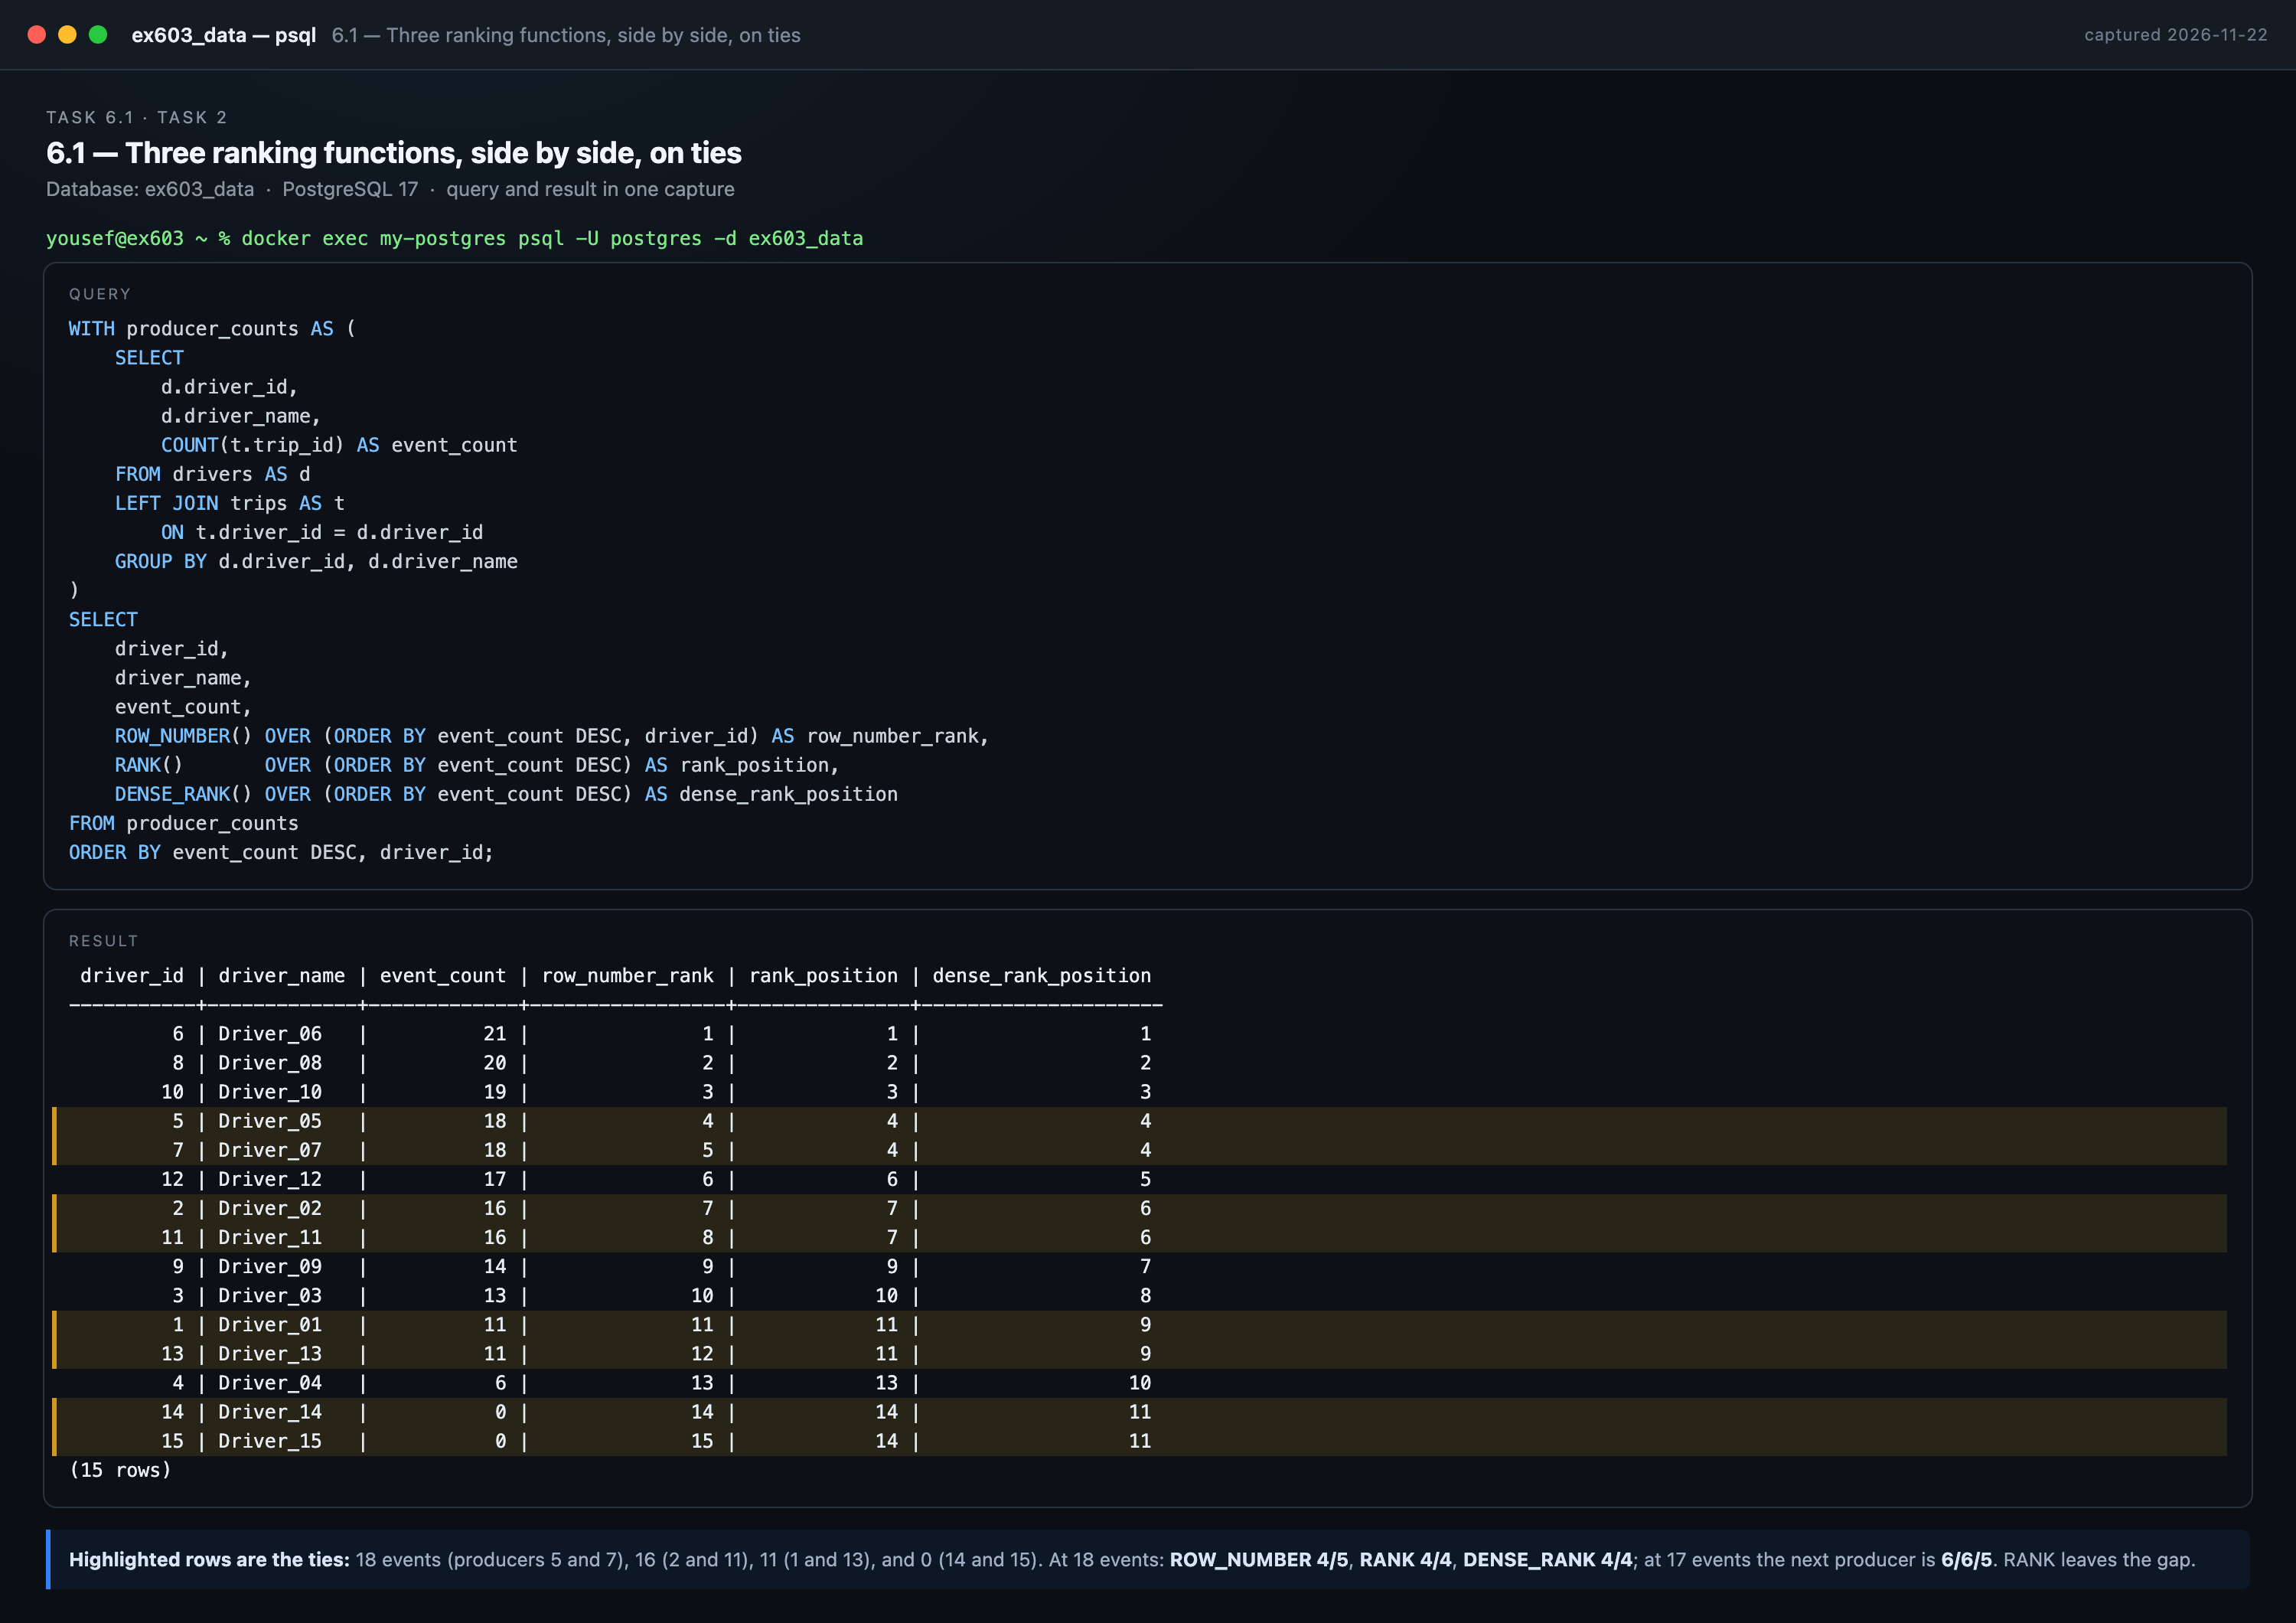 ex603_data — psql 6.1 — Three ranking functions, side by side, on ties captured 2026-11-22
TASK 6.1 · TASK 2
6.1 — Three ranking functions, side by side, on ties
Database: ex603_data · PostgreSQL 17 · query and result in one capture
yousef@ex603 ~ % docker exec my-postgres psql -U postgres -d ex603_data
QUERY
WITH producer_counts AS (
    SELECT
        d.driver_id,
        d.driver_name,
        COUNT(t.trip_id) AS event_count
    FROM drivers AS d
    LEFT JOIN trips AS t
        ON t.driver_id = d.driver_id
    GROUP BY d.driver_id, d.driver_name
)
SELECT
    driver_id,
    driver_name,
    event_count,
    ROW_NUMBER() OVER (ORDER BY event_count DESC, driver_id) AS row_number_rank,
    RANK()       OVER (ORDER BY event_count DESC) AS rank_position,
    DENSE_RANK() OVER (ORDER BY event_count DESC) AS dense_rank_position
FROM producer_counts
ORDER BY event_count DESC, driver_id;
RESULT
 driver_id | driver_name | event_count | row_number_rank | rank_position | dense_rank_position
-----------+-------------+-------------+-----------------+---------------+---------------------
         6 | Driver_06   |          21 |               1 |             1 |                   1
         8 | Driver_08   |          20 |               2 |             2 |                   2
        10 | Driver_10   |          19 |               3 |             3 |                   3
         5 | Driver_05   |          18 |               4 |             4 |                   4
         7 | Driver_07   |          18 |               5 |             4 |                   4
        12 | Driver_12   |          17 |               6 |             6 |                   5
         2 | Driver_02   |          16 |               7 |             7 |                   6
        11 | Driver_11   |          16 |               8 |             7 |                   6
         9 | Driver_09   |          14 |               9 |             9 |                   7
         3 | Driver_03   |          13 |              10 |            10 |                   8
         1 | Driver_01   |          11 |              11 |            11 |                   9
        13 | Driver_13   |          11 |              12 |            11 |                   9
         4 | Driver_04   |           6 |              13 |            13 |                  10
        14 | Driver_14   |           0 |              14 |            14 |                  11
        15 | Driver_15   |           0 |              15 |            14 |                  11
(15 rows)
Highlighted rows are the ties: 18 events (producers 5 and 7), 16 (2 and 11), 11 (1 and 13), and 0 (14 and 15). At 18 events: ROW_NUMBER 4/5, RANK 4/4, DENSE_RANK 4/4; at 17 events the next producer is 6/6/5. RANK leaves the gap.